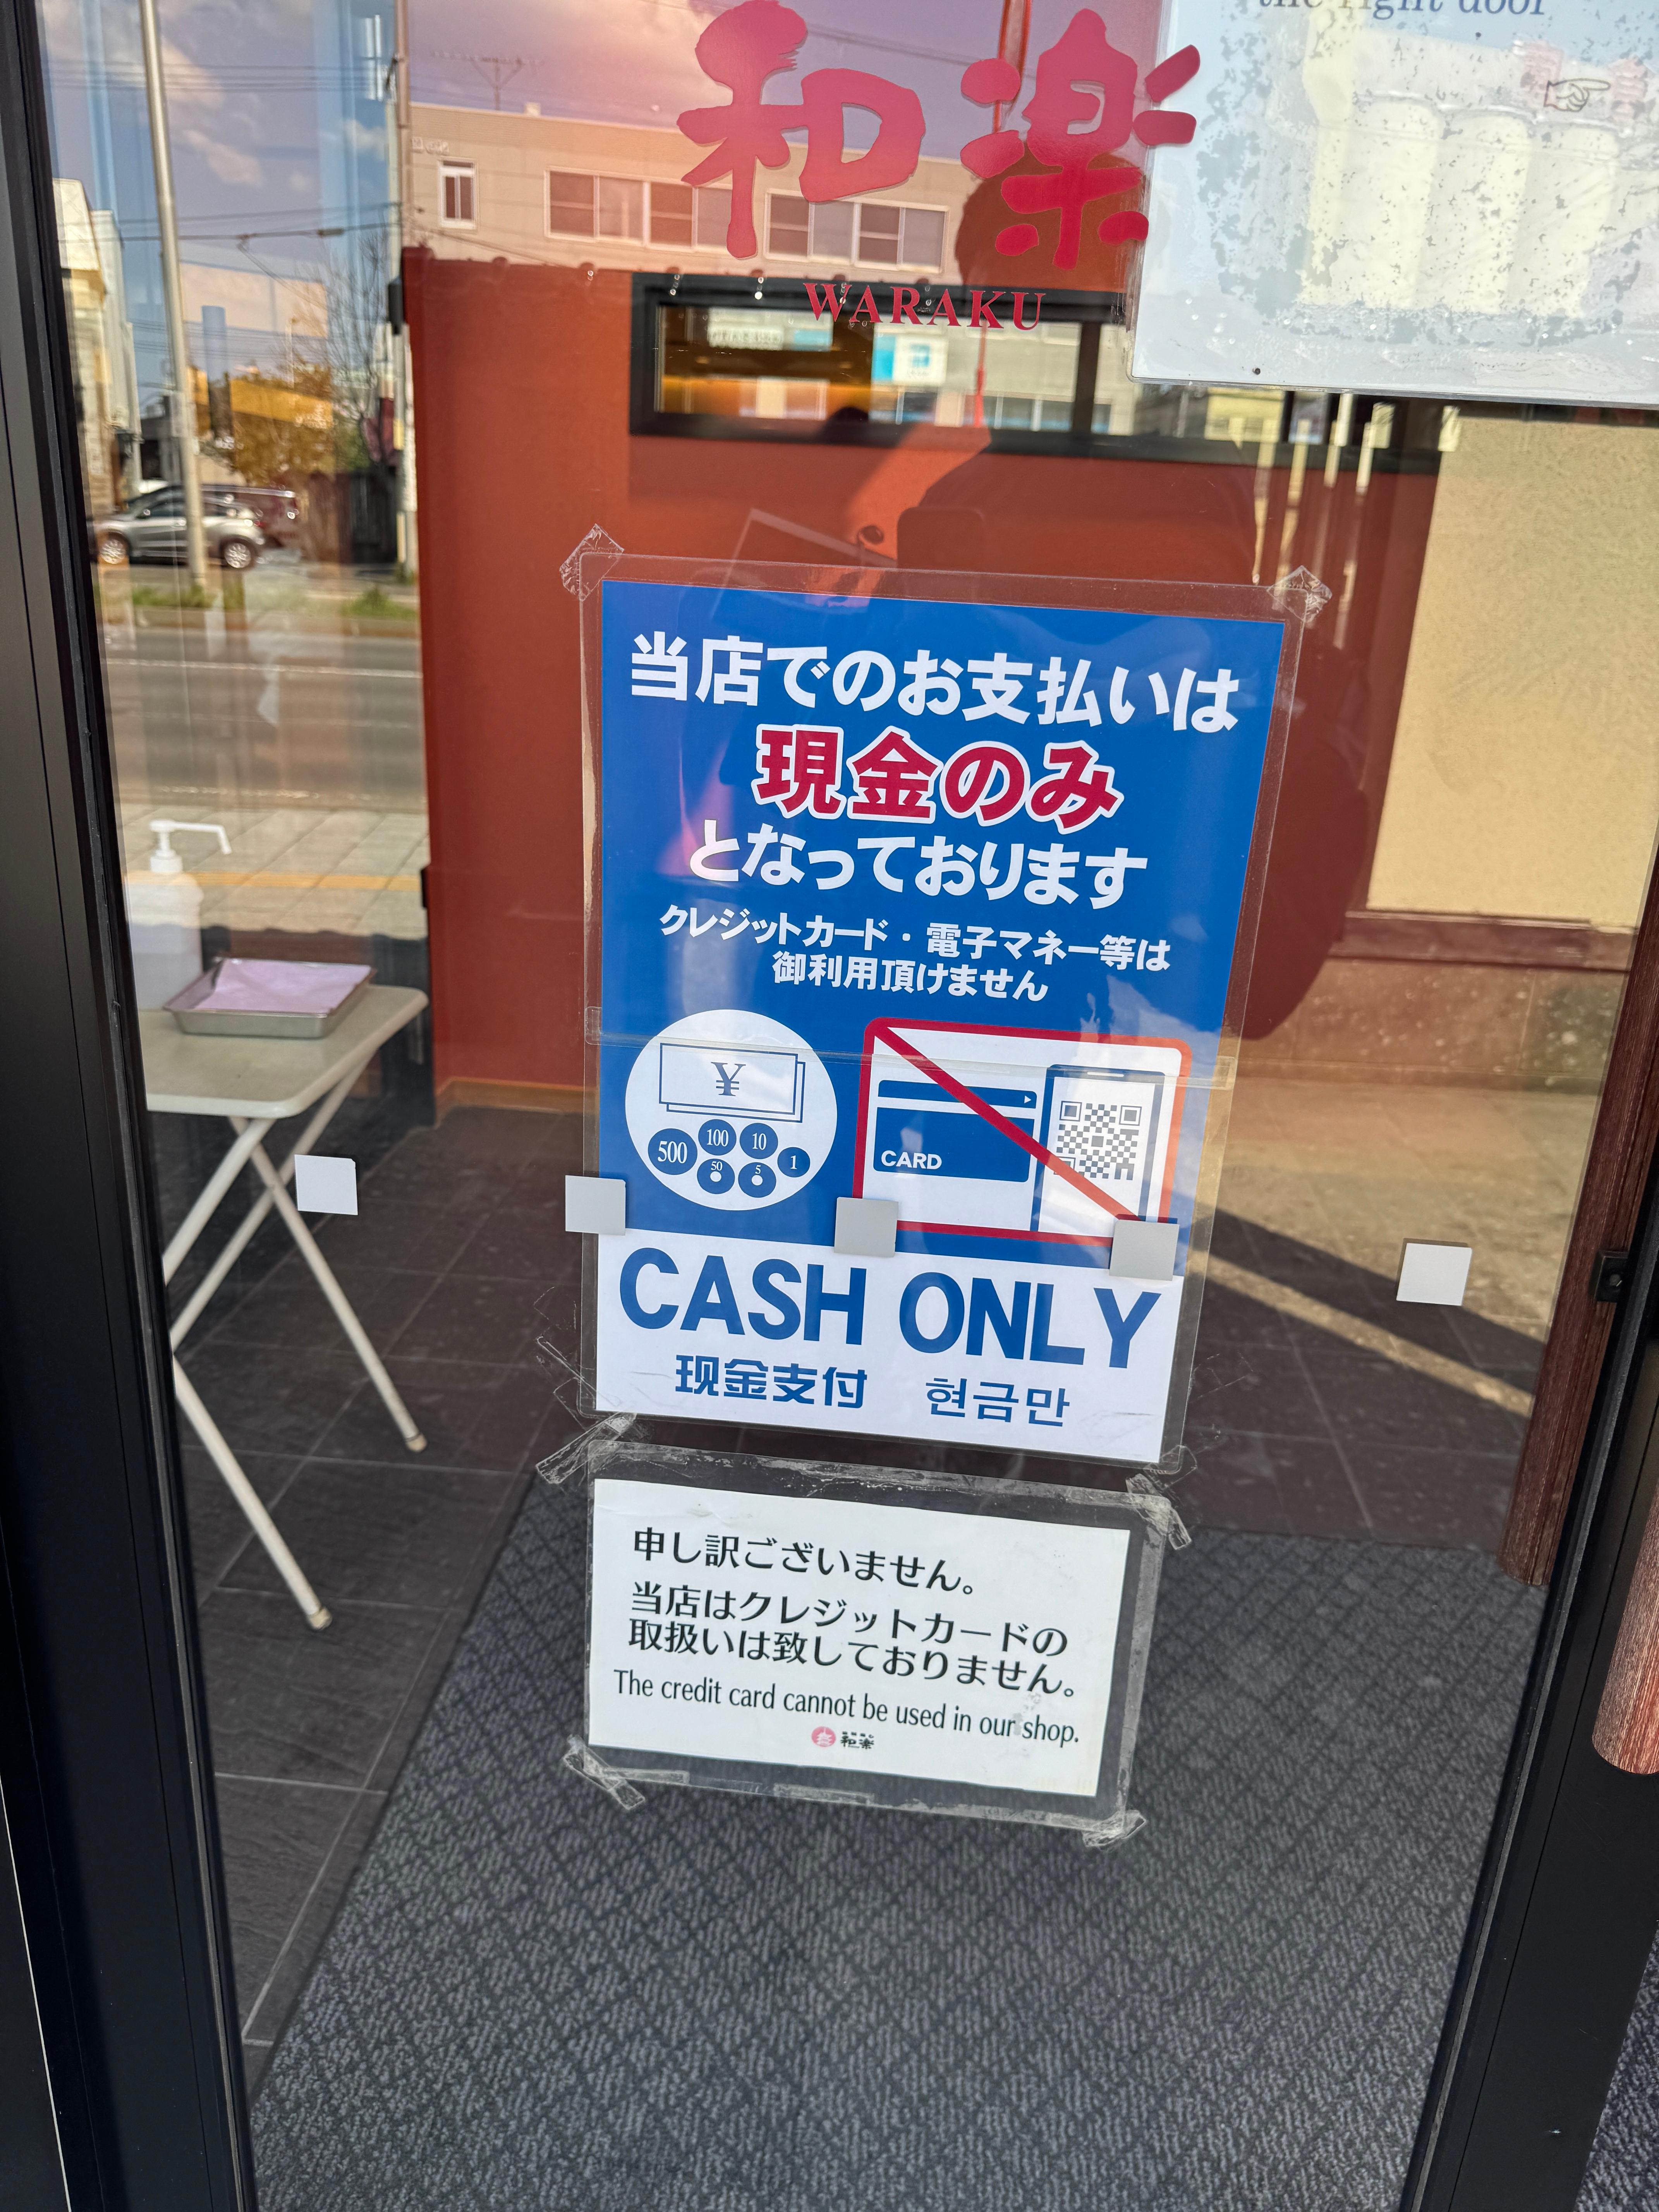 the right door
和楽
WARAKU
当店でのお支払いは
現金のみ
となっております
クレジットカード・電子マネー等は
御利用頂けません
¥
500 100 10 1
50 5
CARD
CASH ONLY
现金支付 현금만
申し訳ございません。
当店はクレジットカードの
取扱いは致しておりません。
The credit card cannot be used in our shop.
和楽